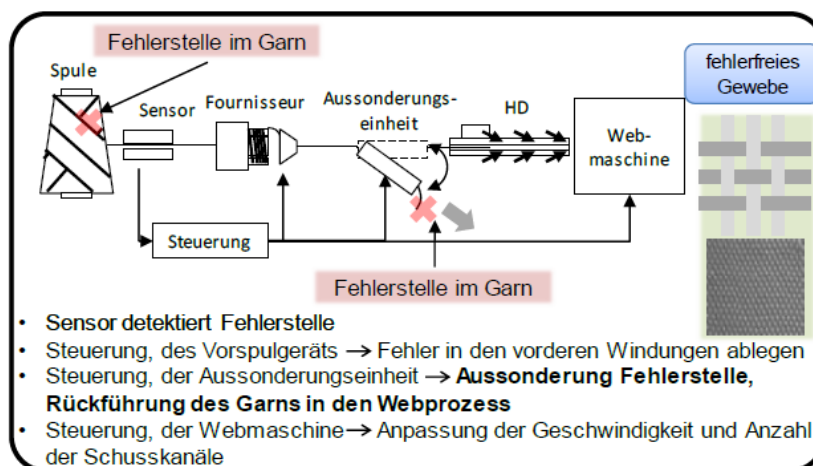 Fehlerstelle im Garn
Spule
Sensor
Fournisseur
Aussonderungs-
einheit
HD
Web-
maschine
fehlerfreies
Gewebe
Steuerung
Fehlerstelle im Garn
• Sensor detektiert Fehlerstelle
• Steuerung, des Vorspulgeräts → Fehler in den vorderen Windungen ablegen
• Steuerung, der Aussonderungseinheit → Aussonderung Fehlerstelle,
Rückführung des Garns in den Webprozess
• Steuerung, der Webmaschine → Anpassung der Geschwindigkeit und Anzahl
der Schusskanäle